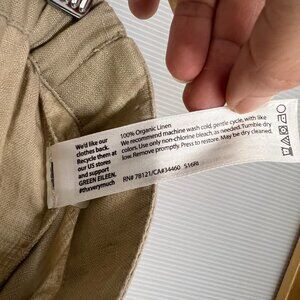 We'd like our
clothes back.
Recycle them at
our US stores
and support
GREEN EILEEN.
#thxverymuch
100% Organic Linen
We recommend machine wash cold, gentle cycle, with like
colors. Use only non-chlorine bleach, as needed. Tumble dry
low. Remove promptly. Press to restore. May be dry cleaned.
RN# 78121/CA#34460 S16RI